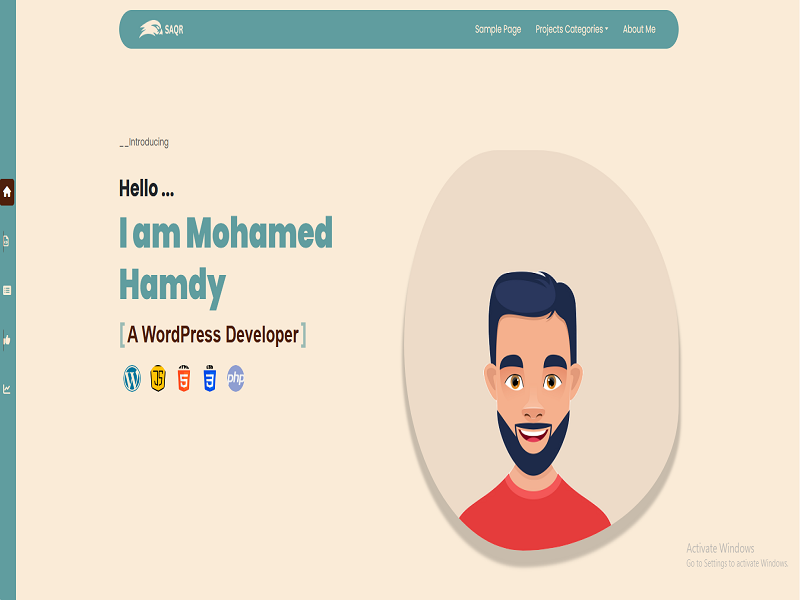 SAQR
Sample Page
Projects Categories
About Me
__Introducing
Hello ...
I am Mohamed
Hamdy
[ A WordPress Developer ]
W JS 5 3 php
Activate Windows
Go to Settings to activate Windows.